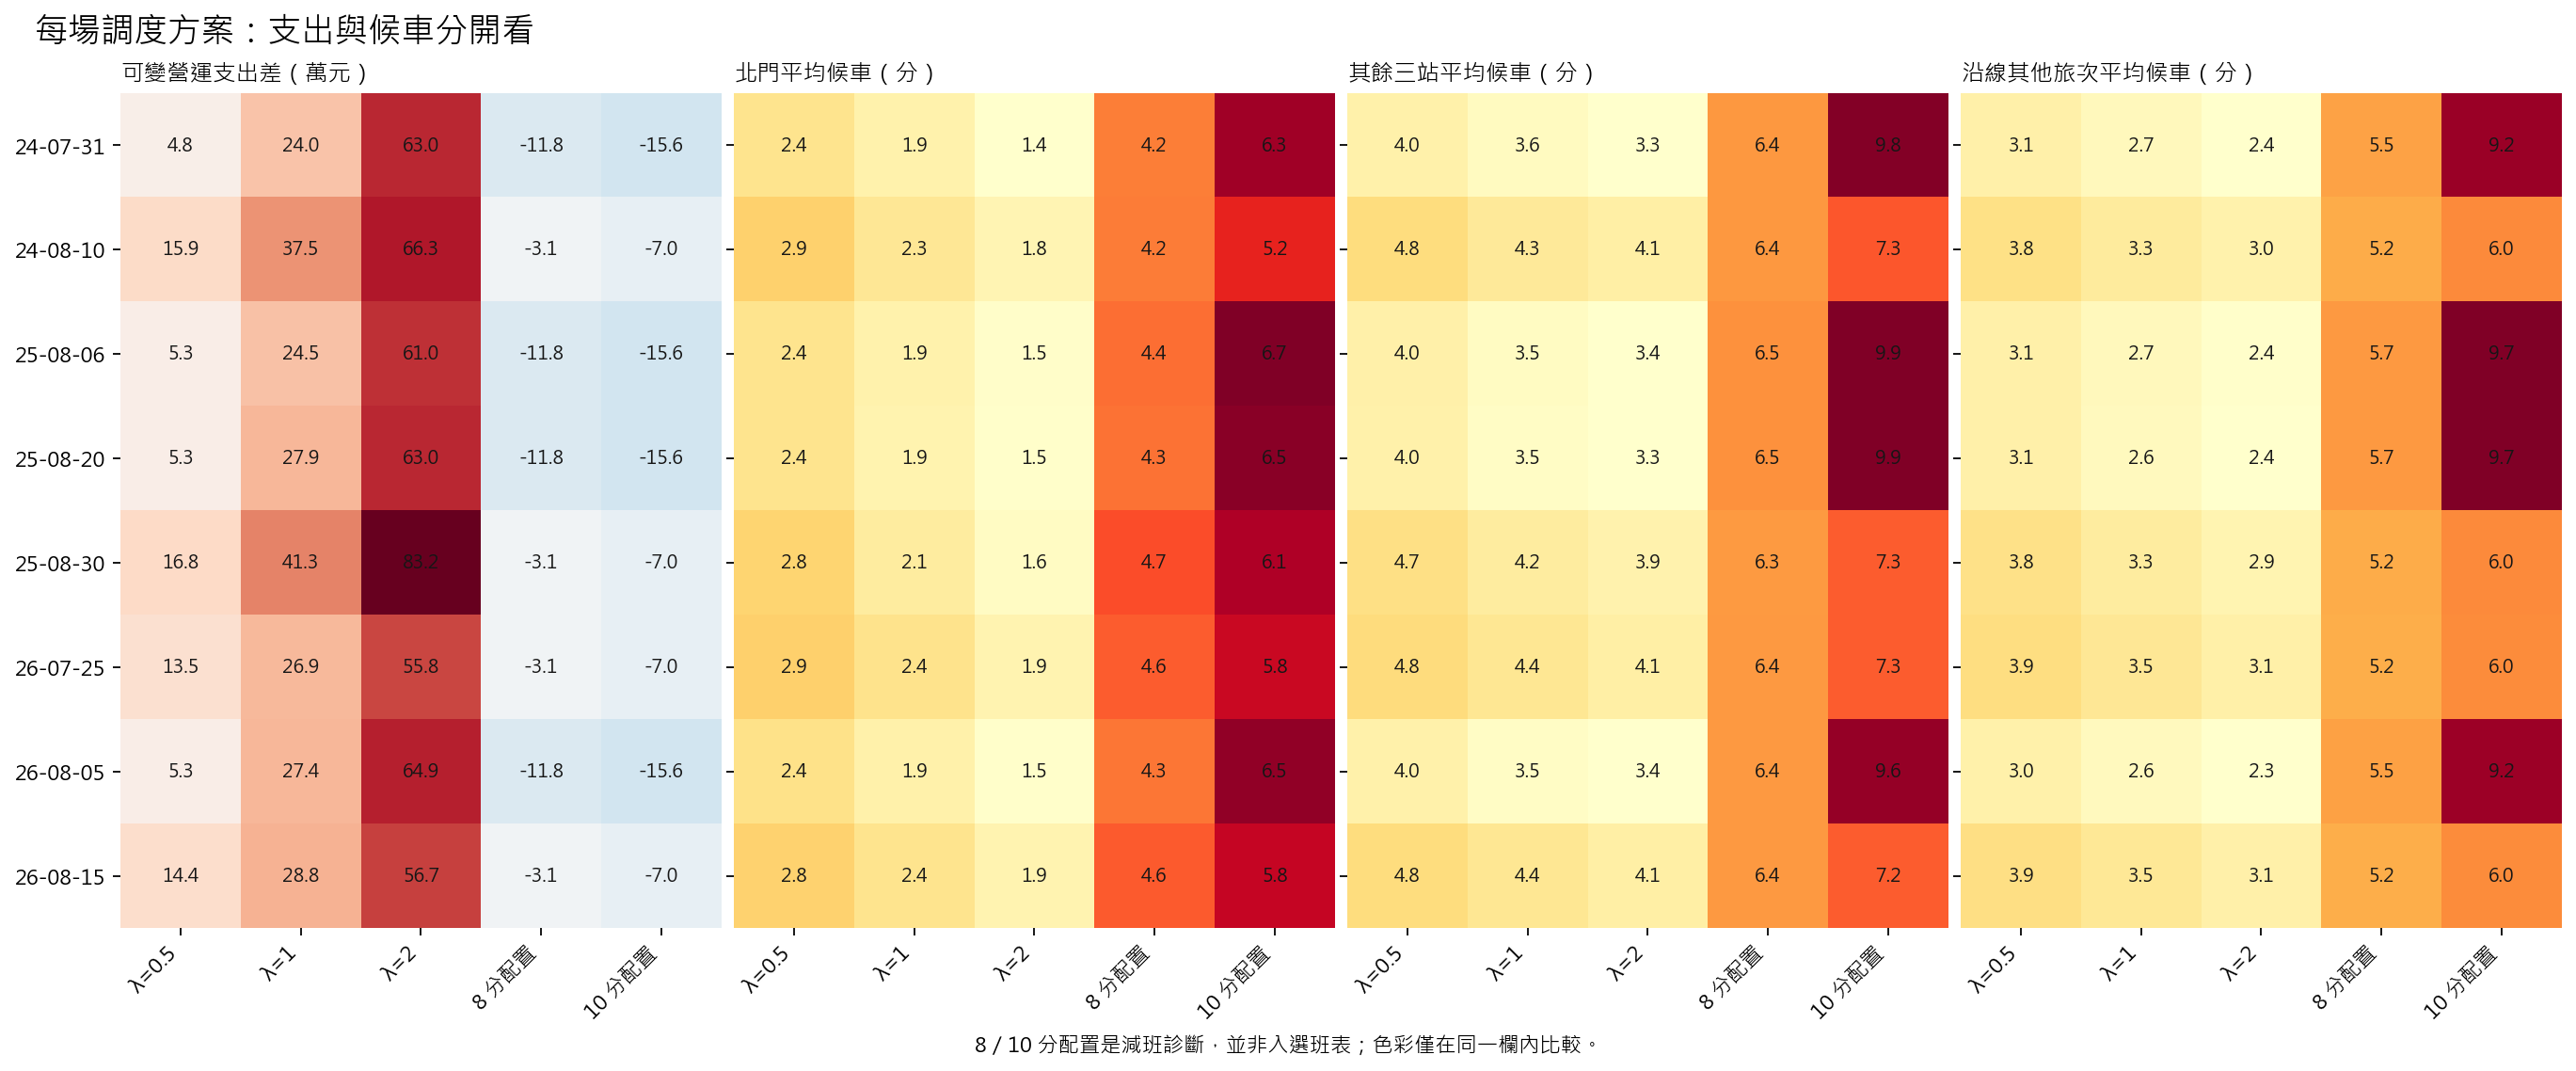 每場調度方案：支出與候車分開看
可變營運支出差（萬元） 北門平均候車（分） 其餘三站平均候車（分） 沿線其他旅次平均候車（分）
24-07-31 4.8 24.0 63.0 -11.8 -15.6 2.4 1.9 1.4 4.2 6.3 4.0 3.6 3.3 6.4 9.8 3.1 2.7 2.4 5.5 9.2
24-08-10 15.9 37.5 66.3 -3.1 -7.0 2.9 2.3 1.8 4.2 5.2 4.8 4.3 4.1 6.4 7.3 3.8 3.3 3.0 5.2 6.0
25-08-06 5.3 24.5 61.0 -11.8 -15.6 2.4 1.9 1.5 4.4 6.7 4.0 3.5 3.4 6.5 9.9 3.1 2.7 2.4 5.7 9.7
25-08-20 5.3 27.9 63.0 -11.8 -15.6 2.4 1.9 1.5 4.3 6.5 4.0 3.5 3.3 6.5 9.9 3.1 2.6 2.4 5.7 9.7
25-08-30 16.8 41.3 83.2 -3.1 -7.0 2.8 2.1 1.6 4.7 6.1 4.7 4.2 3.9 6.3 7.3 3.8 3.3 2.9 5.2 6.0
26-07-25 13.5 26.9 55.8 -3.1 -7.0 2.9 2.4 1.9 4.6 5.8 4.8 4.4 4.1 6.4 7.3 3.9 3.5 3.1 5.2 6.0
26-08-05 5.3 27.4 64.9 -11.8 -15.6 2.4 1.9 1.5 4.3 6.5 4.0 3.5 3.4 6.4 9.6 3.0 2.6 2.3 5.5 9.2
26-08-15 14.4 28.8 56.7 -3.1 -7.0 2.8 2.4 1.9 4.6 5.8 4.8 4.4 4.1 6.4 7.2 3.9 3.5 3.1 5.2 6.0
λ=0.5 λ=1 λ=2 8 分配置 10 分配置 λ=0.5 λ=1 λ=2 8 分配置 10 分配置 λ=0.5 λ=1 λ=2 8 分配置 10 分配置 λ=0.5 λ=1 λ=2 8 分配置 10 分配置
8 / 10 分配置是減班診斷，並非入選班表；色彩僅在同一欄內比較。